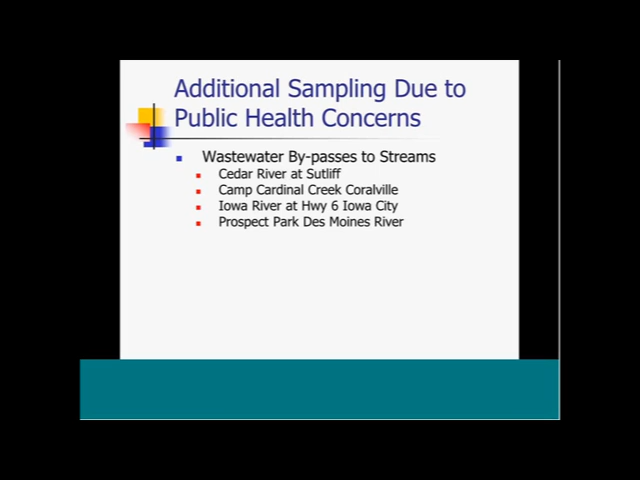 Additional Sampling Due to
Public Health Concerns
Wastewater By-passes to Streams
Cedar River at Sutliff
Camp Cardinal Creek Coralville
Iowa River at Hwy 6 Iowa City
Prospect Park Des Moines River